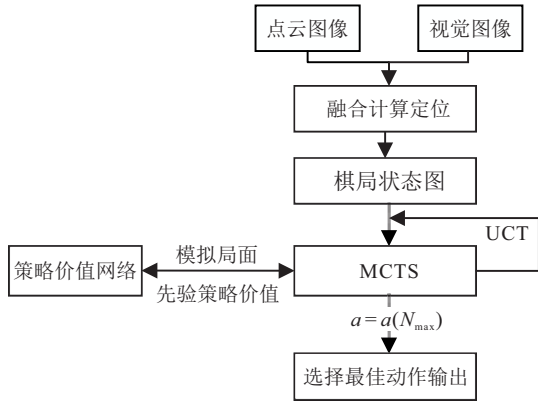 点云图像
视觉图像
融合计算定位
棋局状态图
UCT
策略价值网络
模拟局面
先验策略价值
MCTS
a=a(Nmax)
选择最佳动作输出